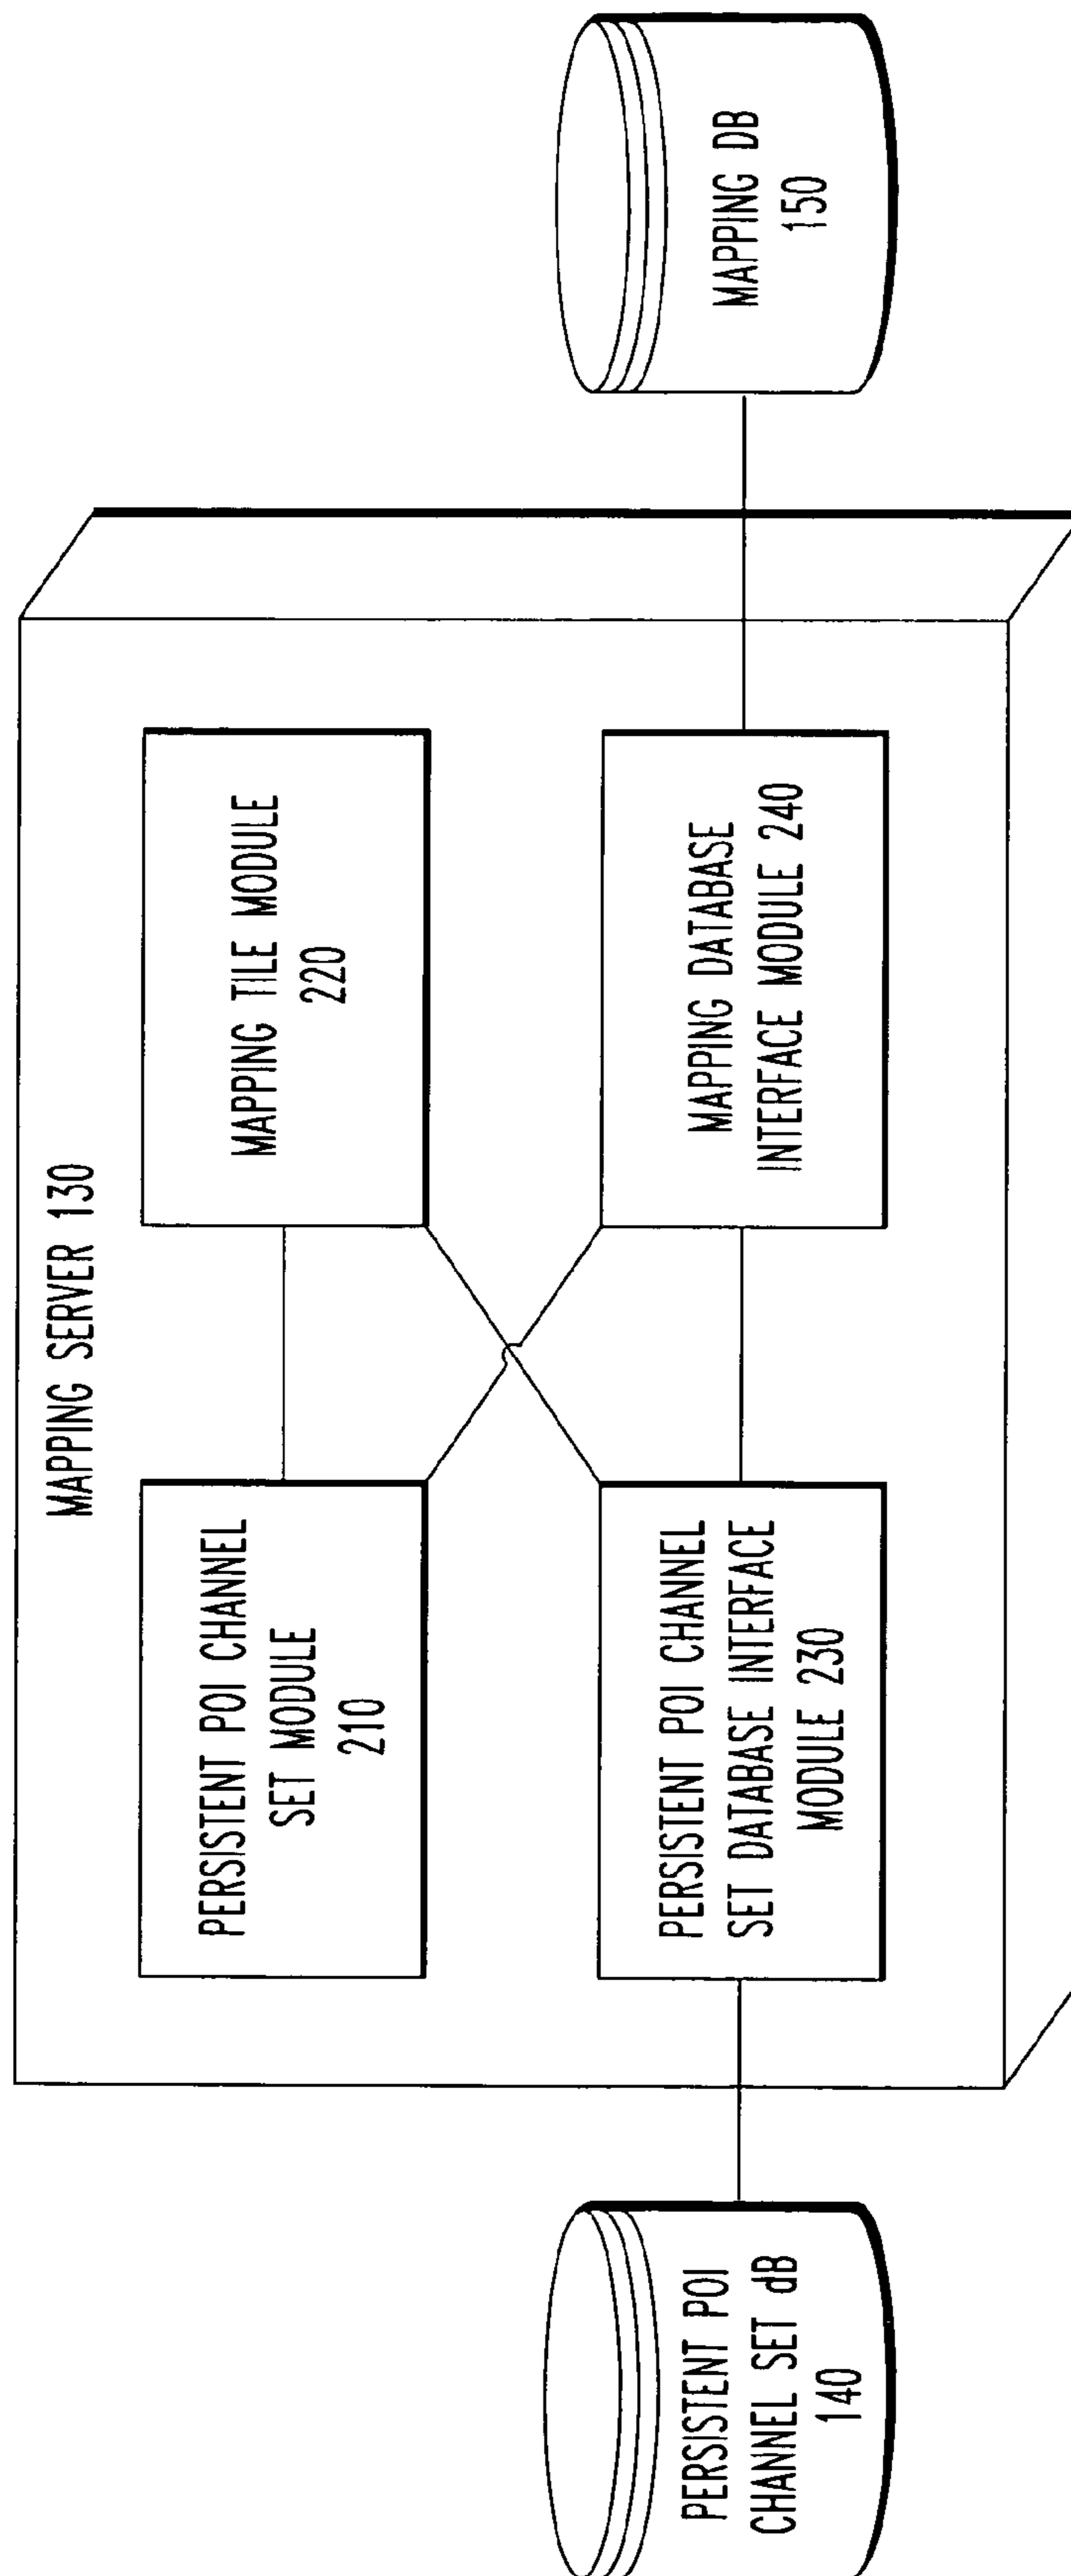 MAPPING SERVER 130
PERSISTENT POI CHANNEL
SET MODULE
210
MAPPING TILE MODULE
220
PERSISTENT POI
CHANNEL SET dB
140
PERSISTENT POI CHANNEL
SET DATABASE INTERFACE
MODULE 230
MAPPING DATABASE
INTERFACE MODULE 240
MAPPING DB
150